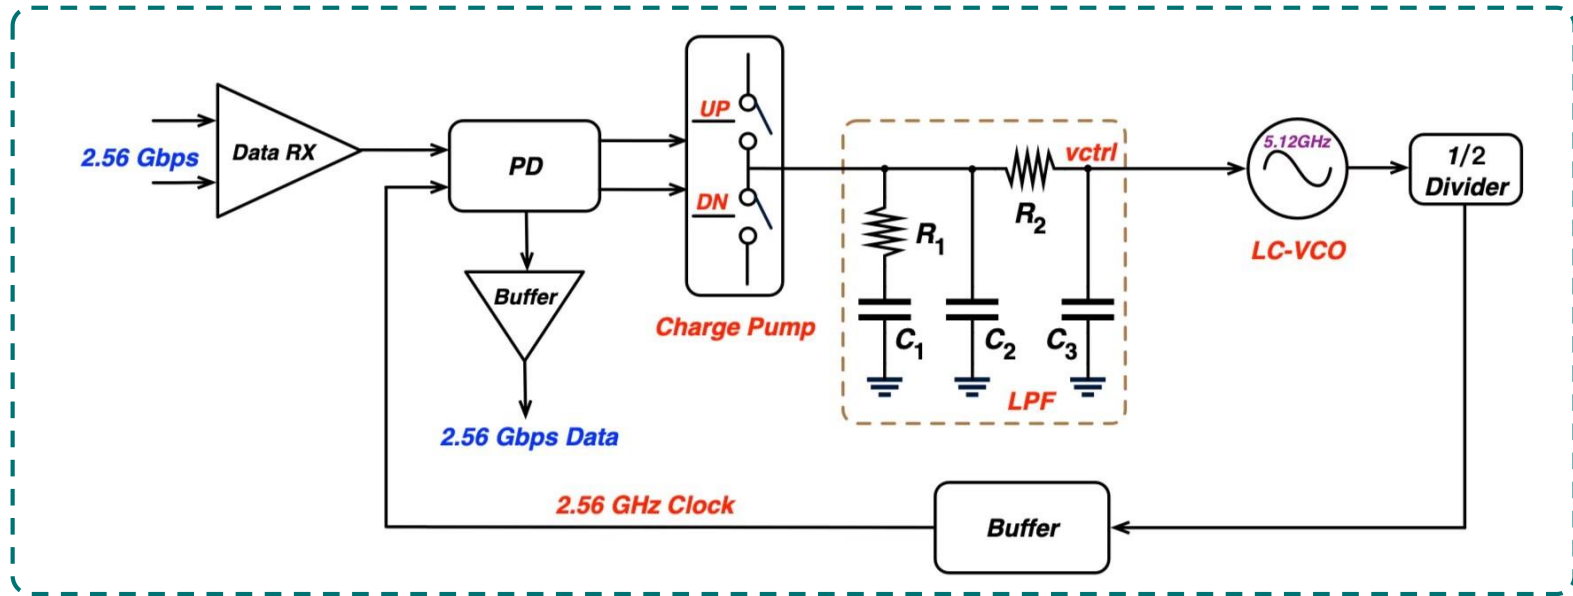 2.56 Gbps
Data RX
PD
UP
DN
Charge Pump
Buffer
2.56 Gbps Data
R1
C1
C2
R2
C3
vctrl
LPF
5.12GHz
LC-VCO
1/2
Divider
2.56 GHz Clock
Buffer